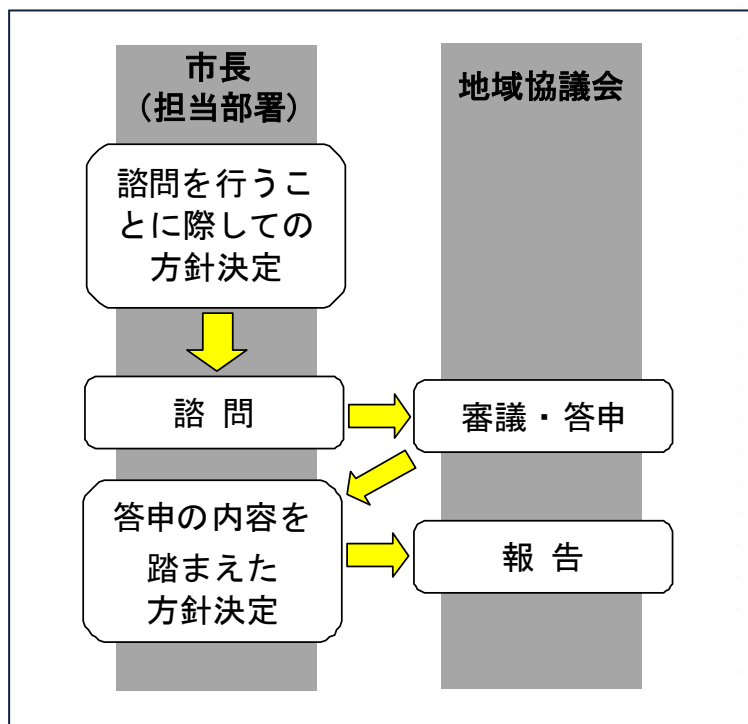 市長
（担当部署）
地域協議会
諮問を行うこ
とに際しての
方針決定
諮 問
審議・答申
答申の内容を
踏まえた
方針決定
報 告